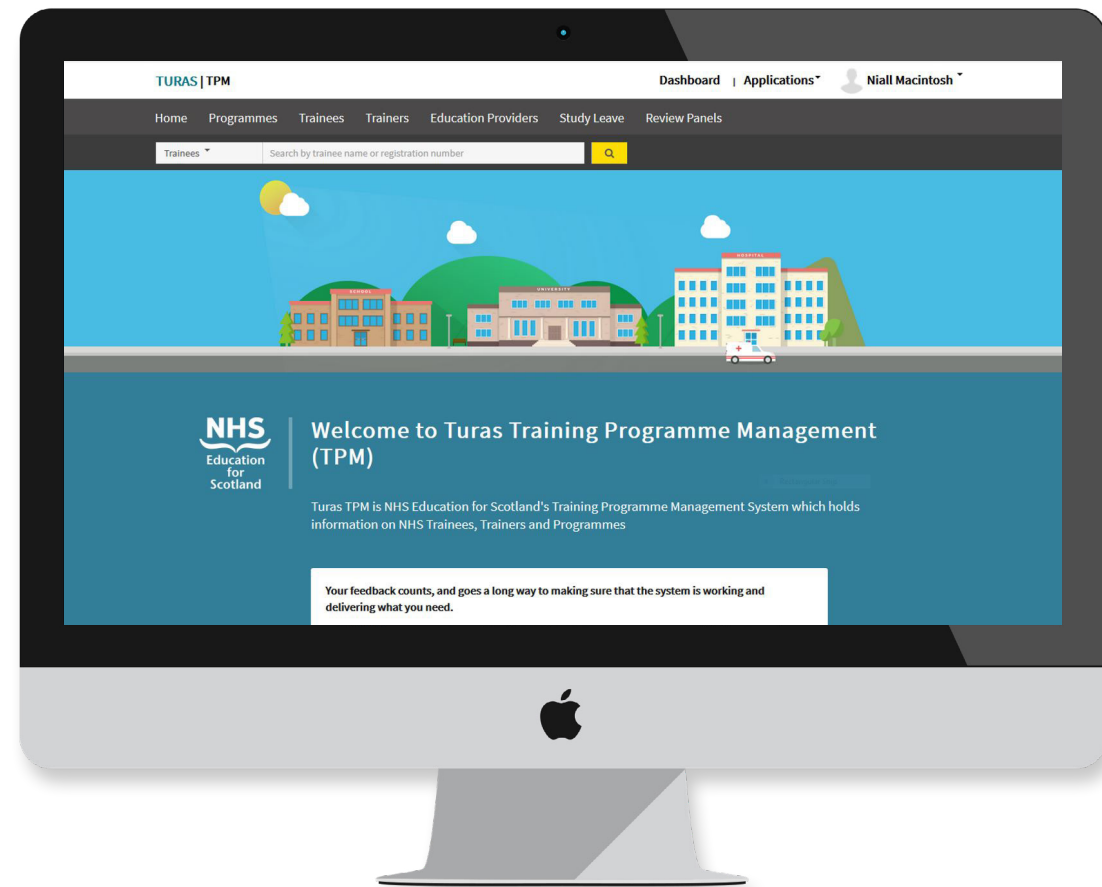 TURAS | TPM
Dashboard | Applications
Niall Macintosh
Home Programmes Trainees Trainers Education Providers Study Leave Review Panels
Trainees
Search by trainee name or registration number
SCHOOL
UNIVERSITY
HOSPITAL
NHS
Education
for
Scotland
Welcome to Turas Training Programme Management
(TPM)
Turas TPM is NHS Education for Scotland's Training Programme Management System which holds
information on NHS Trainees, Trainers and Programmes
Your feedback counts, and goes a long way to making sure that the system is working and
delivering what you need.